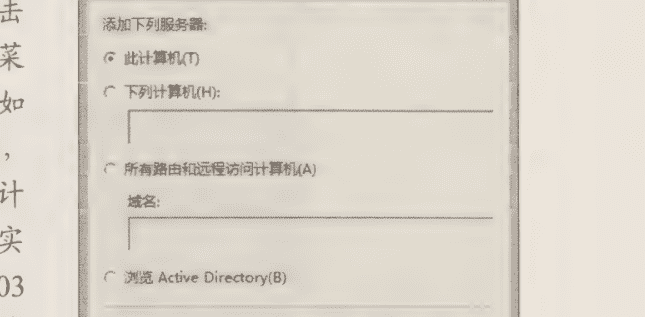 击
菜
如
,
计
实
03
添加下列服务器:
此计算机(T)
下列计算机(H):
所有路由和远程访问计算机(A)
域名:
浏览 Active Directory(B)